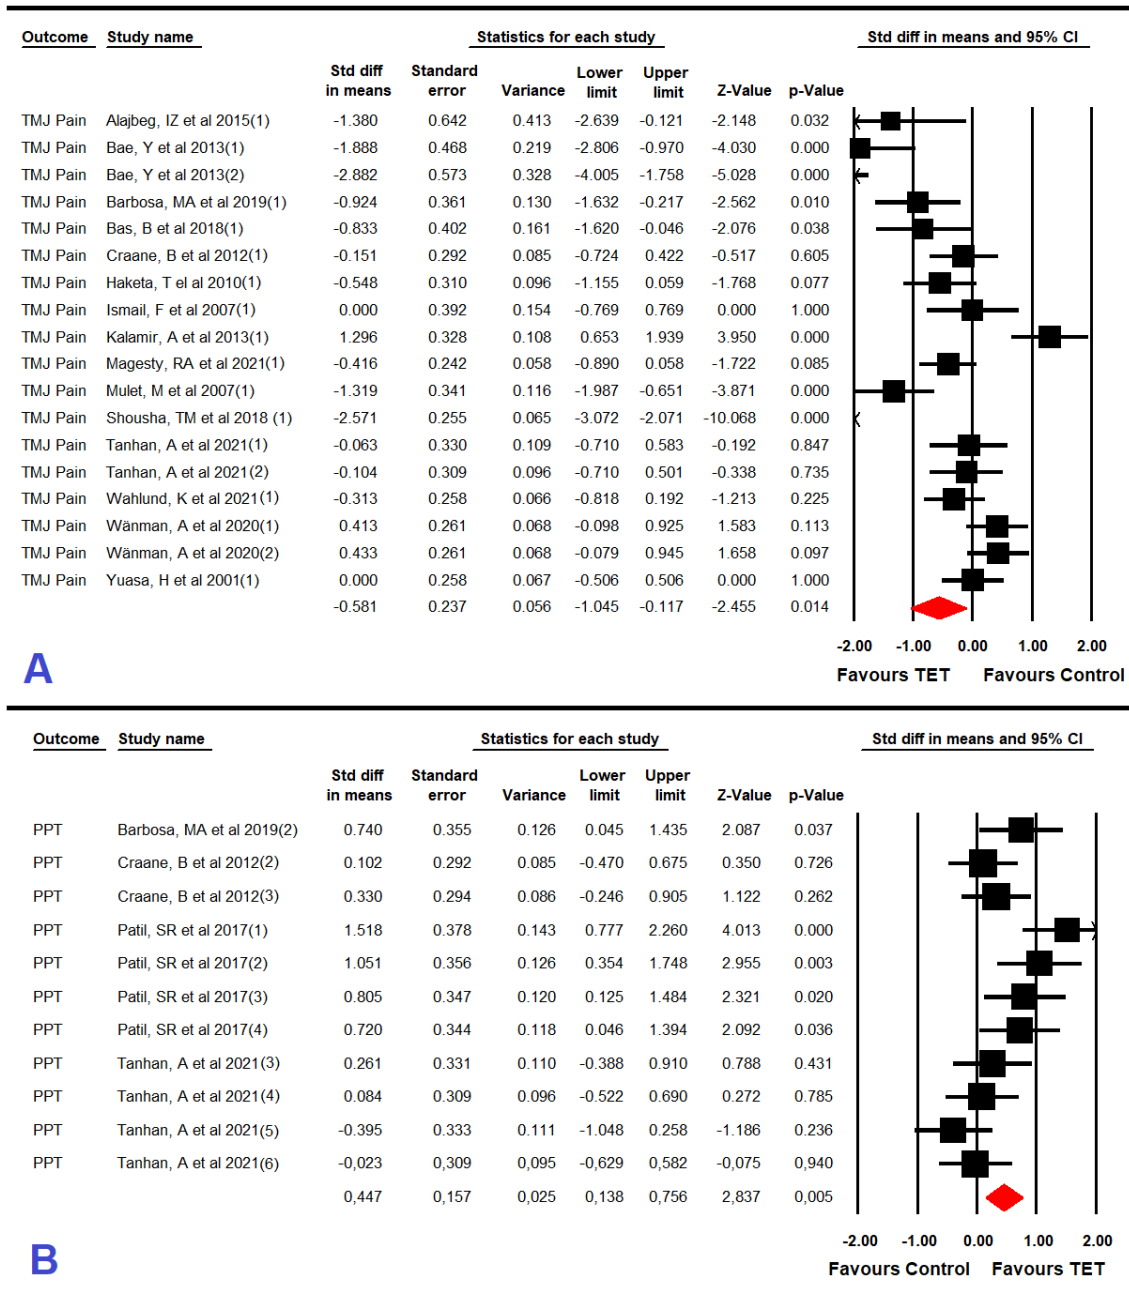 Outcome Study name Statistics for each study Std diff in means and 95% CI
Std diff in means Standard error Variance Lower limit Upper limit Z-Value p-Value
TMJ Pain Alajbeg, IZ et al 2015(1) -1.380 0.642 0.413 -2.639 -0.121 -2.148 0.032
TMJ Pain Bae, Y et al 2013(1) -1.888 0.468 0.219 -2.806 -0.970 -4.030 0.000
TMJ Pain Bae, Y et al 2013(2) -2.882 0.573 0.328 -4.005 -1.758 -5.028 0.000
TMJ Pain Barbosa, MA et al 2019(1) -0.924 0.361 0.130 -1.632 -0.217 -2.562 0.010
TMJ Pain Bas, B et al 2018(1) -0.833 0.402 0.161 -1.620 -0.046 -2.076 0.038
TMJ Pain Craane, B et al 2012(1) -0.151 0.292 0.085 -0.724 0.422 -0.517 0.605
TMJ Pain Haketa, T el al 2010(1) -0.548 0.310 0.096 -1.155 0.059 -1.768 0.077
TMJ Pain Ismail, F et al 2007(1) 0.000 0.392 0.154 -0.769 0.769 0.000 1.000
TMJ Pain Kalamir, A et al 2013(1) 1.296 0.328 0.108 0.653 1.939 3.950 0.000
TMJ Pain Magesty, RA et al 2021(1) -0.416 0.242 0.058 -0.890 0.058 -1.722 0.085
TMJ Pain Mulet, M et al 2007(1) -1.319 0.341 0.116 -1.987 -0.651 -3.871 0.000
TMJ Pain Shousha, TM et al 2018 (1) -2.571 0.255 0.065 -3.072 -2.071 -10.068 0.000
TMJ Pain Tanhan, A et al 2021(1) -0.063 0.330 0.109 -0.710 0.583 -0.192 0.847
TMJ Pain Tanhan, A et al 2021(2) -0.104 0.309 0.096 -0.710 0.501 -0.338 0.735
TMJ Pain Wahlund, K et al 2021(1) -0.313 0.258 0.066 -0.818 0.192 -1.213 0.225
TMJ Pain Wänman, A et al 2020(1) 0.413 0.261 0.068 -0.098 0.925 1.583 0.113
TMJ Pain Wänman, A et al 2020(2) 0.433 0.261 0.068 -0.079 0.945 1.658 0.097
TMJ Pain Yuasa, H et al 2001(1) 0.000 0.258 0.067 -0.506 0.506 0.000 1.000
-0.581 0.237 0.056 -1.045 -0.117 -2.455 0.014
-2.00 -1.00 0.00 1.00 2.00
Favours TET Favours Control
A
Outcome Study name Statistics for each study Std diff in means and 95% CI
Std diff in means Standard error Variance Lower limit Upper limit Z-Value p-Value
PPT Barbosa, MA et al 2019(2) 0.740 0.355 0.126 0.045 1.435 2.087 0.037
PPT Craane, B et al 2012(2) 0.102 0.292 0.085 -0.470 0.675 0.350 0.726
PPT Craane, B et al 2012(3) 0.330 0.294 0.086 -0.246 0.905 1.122 0.262
PPT Patil, SR et al 2017(1) 1.518 0.378 0.143 0.777 2.260 4.013 0.000
PPT Patil, SR et al 2017(2) 1.051 0.356 0.126 0.354 1.748 2.955 0.003
PPT Patil, SR et al 2017(3) 0.805 0.347 0.120 0.125 1.484 2.321 0.020
PPT Patil, SR et al 2017(4) 0.720 0.344 0.118 0.046 1.394 2.092 0.036
PPT Tanhan, A et al 2021(3) 0.261 0.331 0.110 -0.388 0.910 0.788 0.431
PPT Tanhan, A et al 2021(4) 0.084 0.309 0.096 -0.522 0.690 0.272 0.785
PPT Tanhan, A et al 2021(5) -0.395 0.333 0.111 -1.048 0.258 -1.186 0.236
PPT Tanhan, A et al 2021(6) -0,023 0,309 0,095 -0,629 0,582 -0,075 0,940
0,447 0,157 0,025 0,138 0,756 2,837 0,005
-2.00 -1.00 0.00 1.00 2.00
Favours Control Favours TET
B